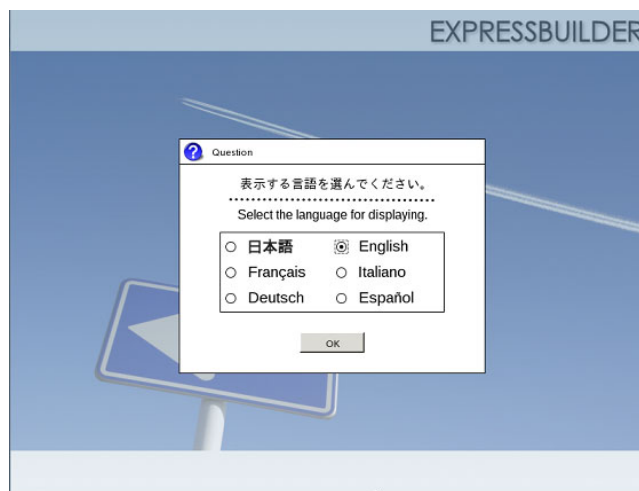 EXPRESSBUILDER
Question
表示する言語を選んでください。
Select the language for displaying.
日本語 English
Français Italiano
Deutsch Español
OK